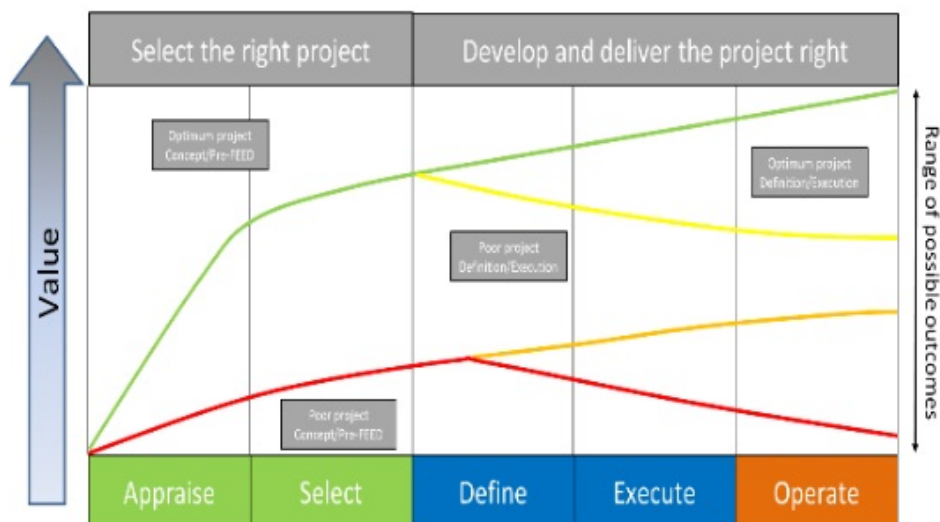 Select the right project
Develop and deliver the project right
Optimum project
Concept/Pre-FEED
Optimum project
Definition/Execution
Poor project
Definition/Execution
Poor project
Concept/Pre-FEED
Value
Range of possible outcomes
Appraise
Select
Define
Execute
Operate